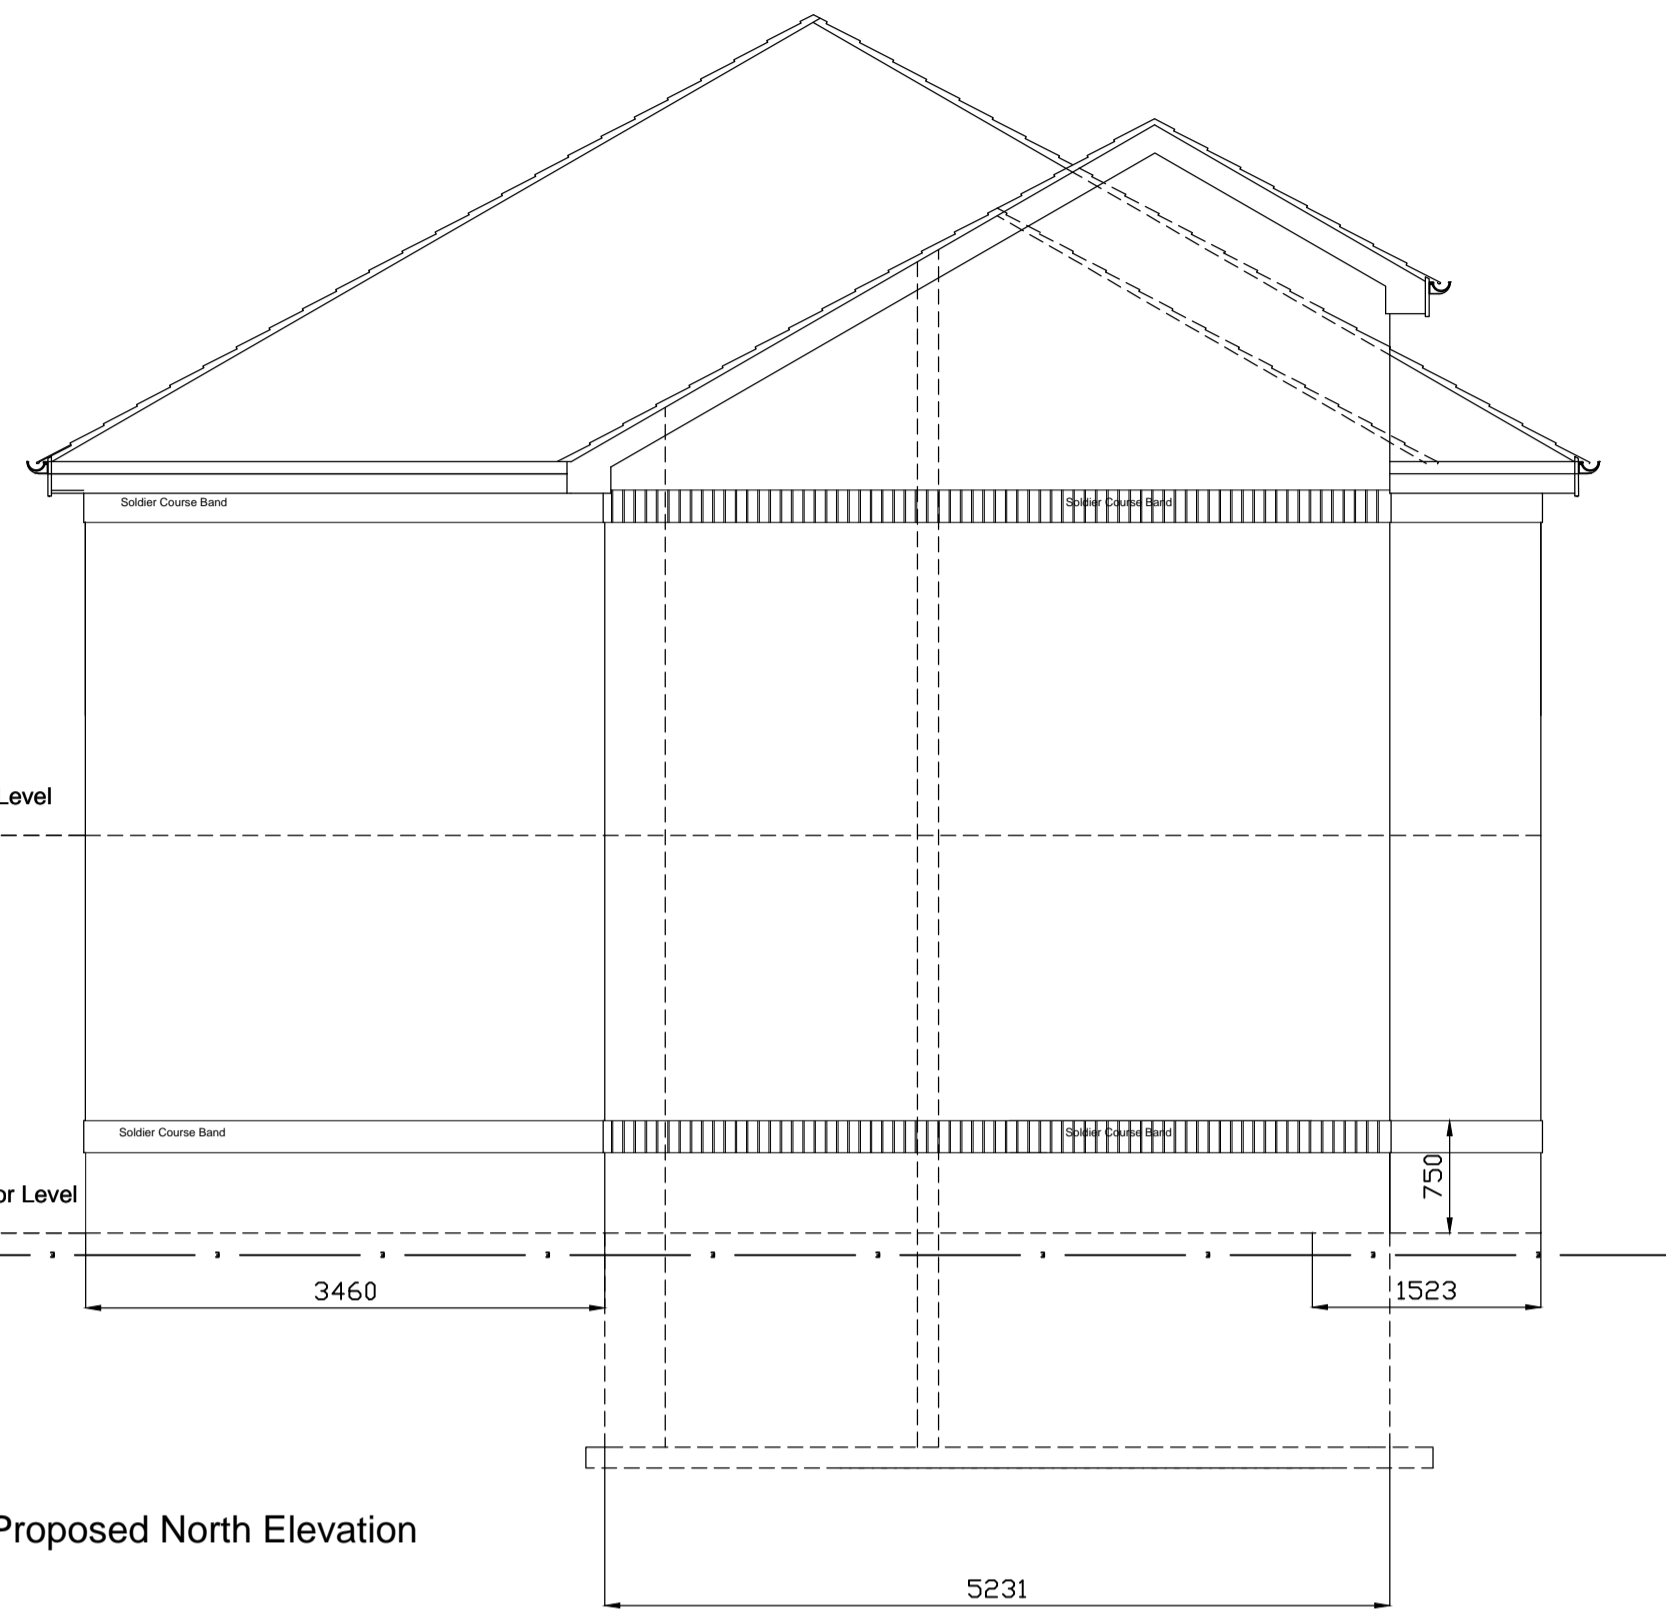 Soldier Course Band
Soldier Course Band
Level
Soldier Course Band
Soldier Course Band
750
or Level
3460
1523
Proposed North Elevation
5231